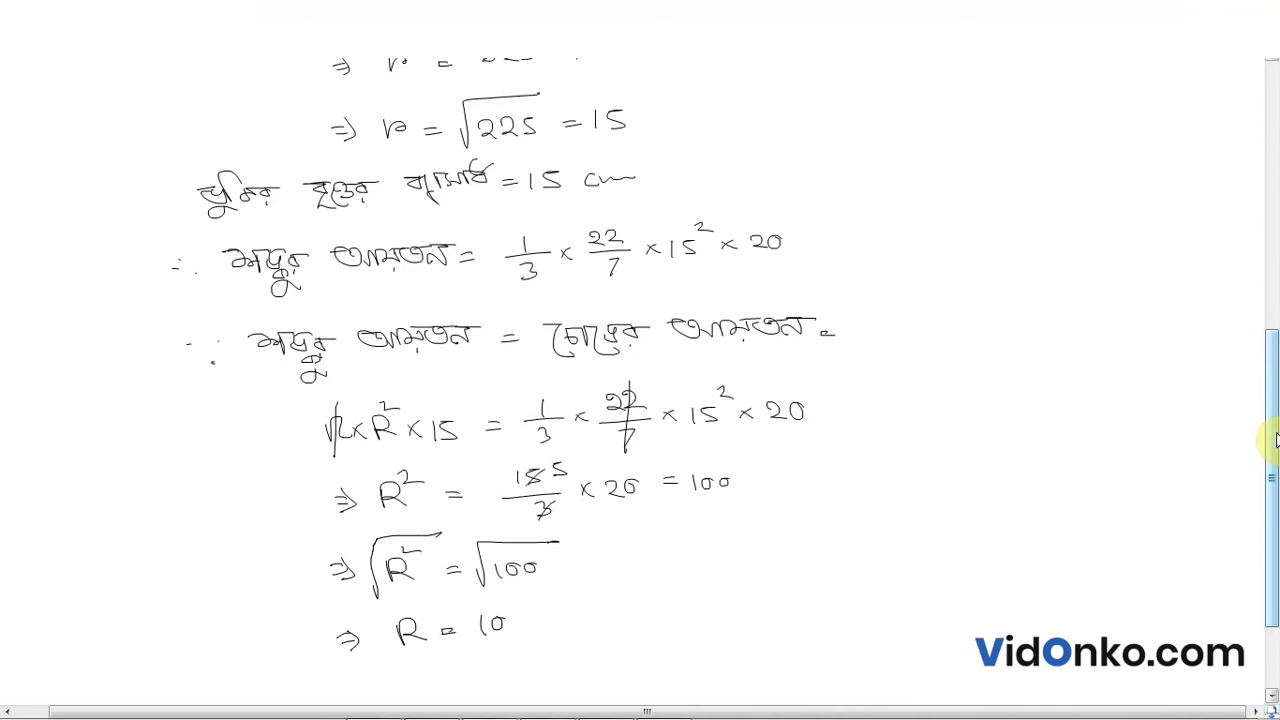 ⇒ r =
⇒ r = √225 = 15
ভূমির বৃত্তের ব্যাসার্ধ = 15 cm
∴ শঙ্কুর আয়তন = 1/3 × 22/7 × 15² × 20
∴ শঙ্কুর আয়তন = চোঙের আয়তন =
π × R² × 15 = 1/3 × 22/7 × 15² × 20
⇒ R² = 15 5/3 × 20 = 100
⇒ √R² = √100
⇒ R = 10
VidOnko.com